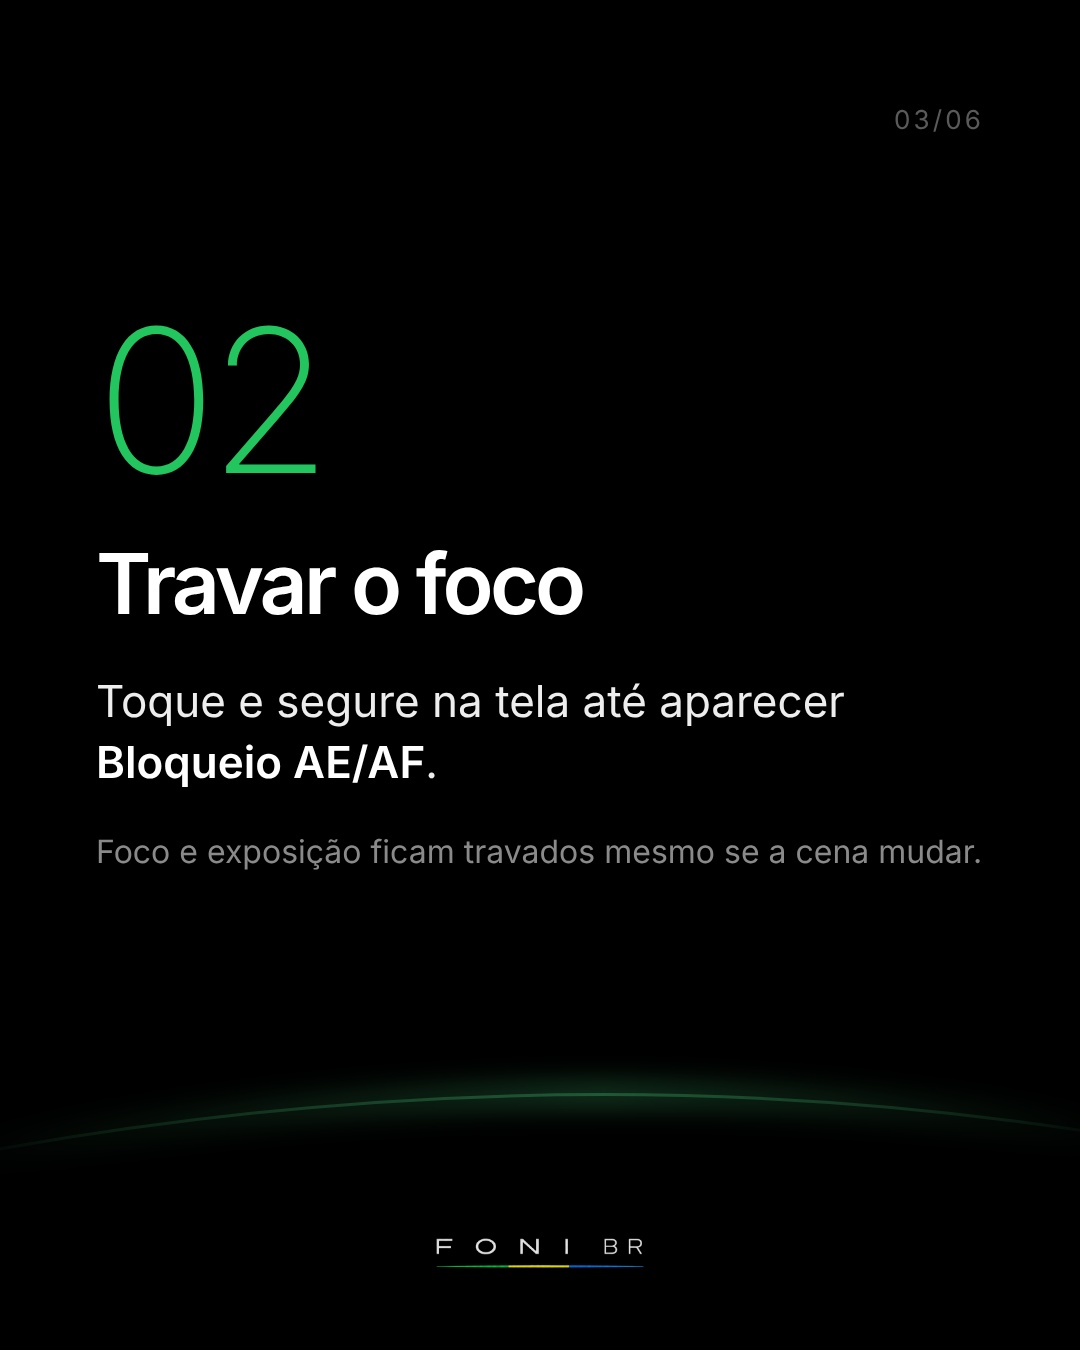 03/06
02
Travar o foco
Toque e segure na tela até aparecer
Bloqueio AE/AF.
Foco e exposição ficam travados mesmo se a cena mudar.
FONI BR